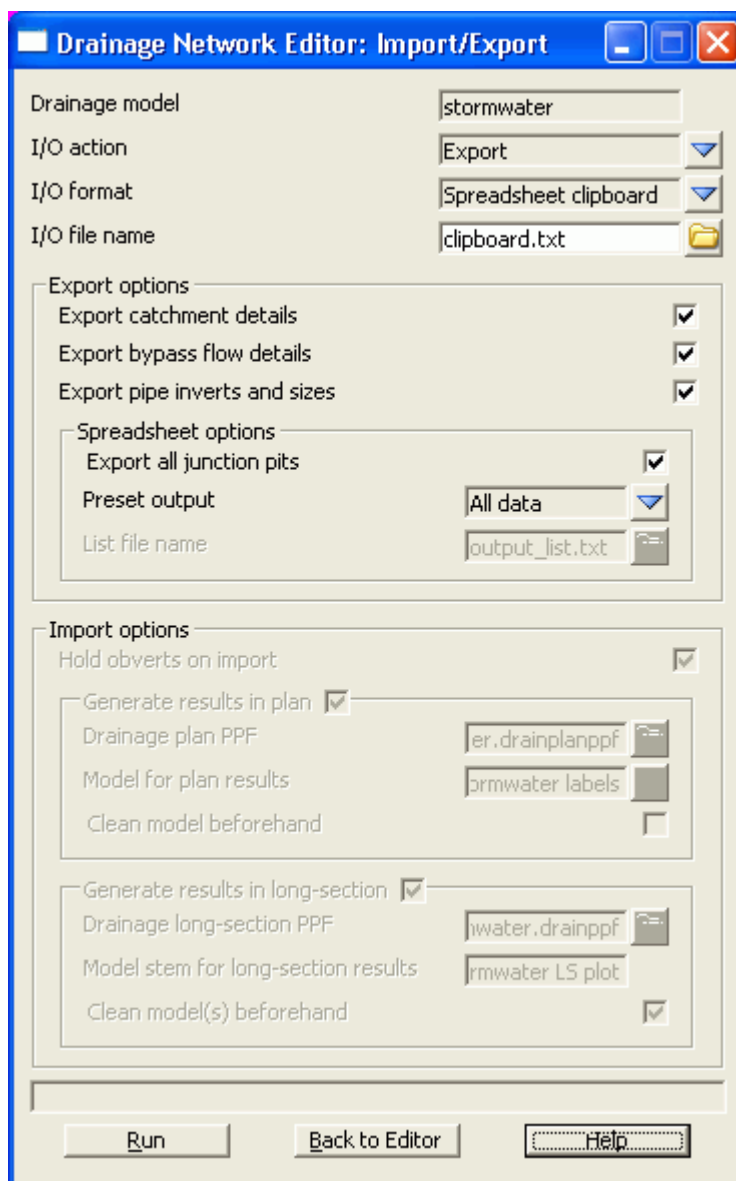 Drainage Network Editor: Import/Export
Drainage model stormwater
I/O action Export
I/O format Spreadsheet clipboard
I/O file name clipboard.txt
Export options
Export catchment details
Export bypass flow details
Export pipe inverts and sizes
Spreadsheet options
Export all junction pits
Preset output All data
List file name output_list.txt
Import options
Hold obverts on import
Generate results in plan
Drainage plan PPF er.drainplanppf
Model for plan results ormwater labels
Clean model beforehand
Generate results in long-section
Drainage long-section PPF nwater.drainppf
Model stem for long-section results rmwater LS plot
Clean model(s) beforehand
Run Back to Editor Help